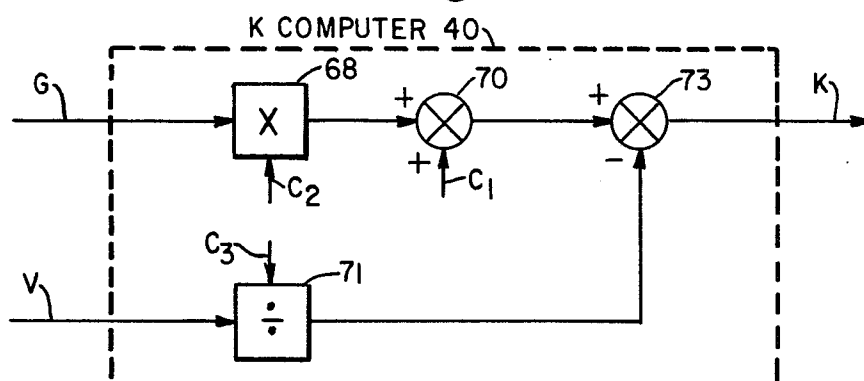 K COMPUTER 40
G
X
68
+
+
70
C1
+
-
73
K
C2
V
C3
÷
71